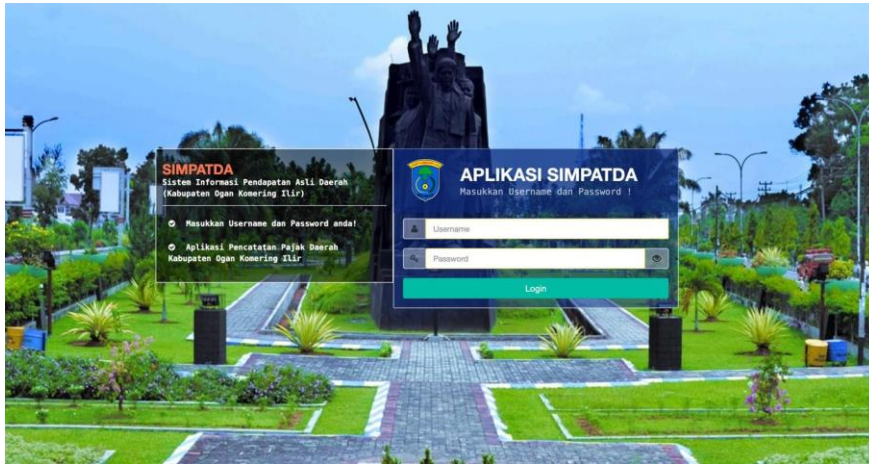 SIMPATDA
Sistem Informasi Pendapatan Asli Daerah
(Kabupaten Ogan Komering Ilir)
Masukkan Username dan Password anda!
Aplikasi Pencatatan Pajak Daerah
Kabupaten Ogan Komering Ilir
APLIKASI SIMPATDA
Masukkan Username dan Password !
Username
Password
Login